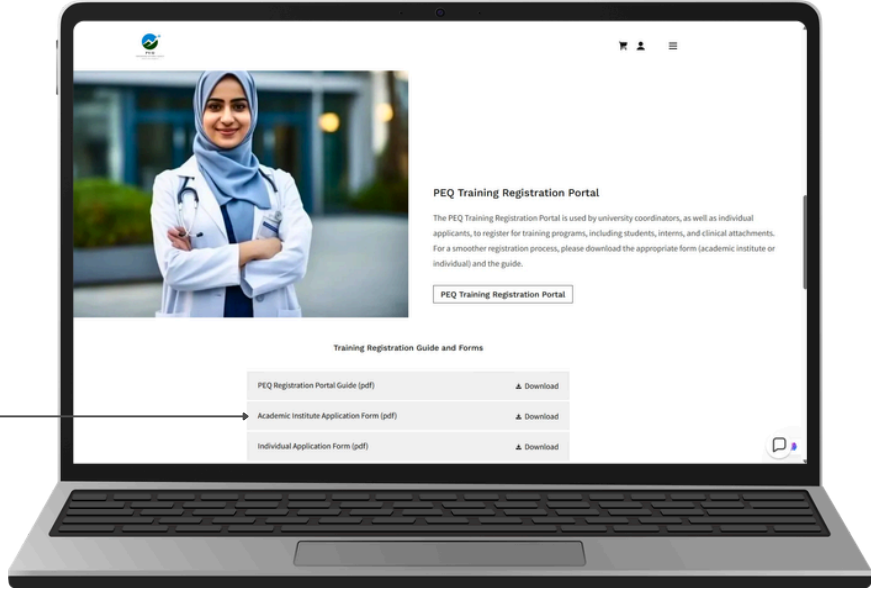 PEQ
PEQ Training Registration Portal
The PEQ Training Registration Portal is used by university coordinators, as well as individual
applicants, to register for training programs, including students, interns, and clinical attachments.
For a smoother registration process, please download the appropriate form (academic institute or
individual) and the guide.
PEQ Training Registration Portal
Training Registration Guide and Forms
PEQ Registration Portal Guide (pdf) Download
Academic Institute Application Form (pdf) Download
Individual Application Form (pdf) Download